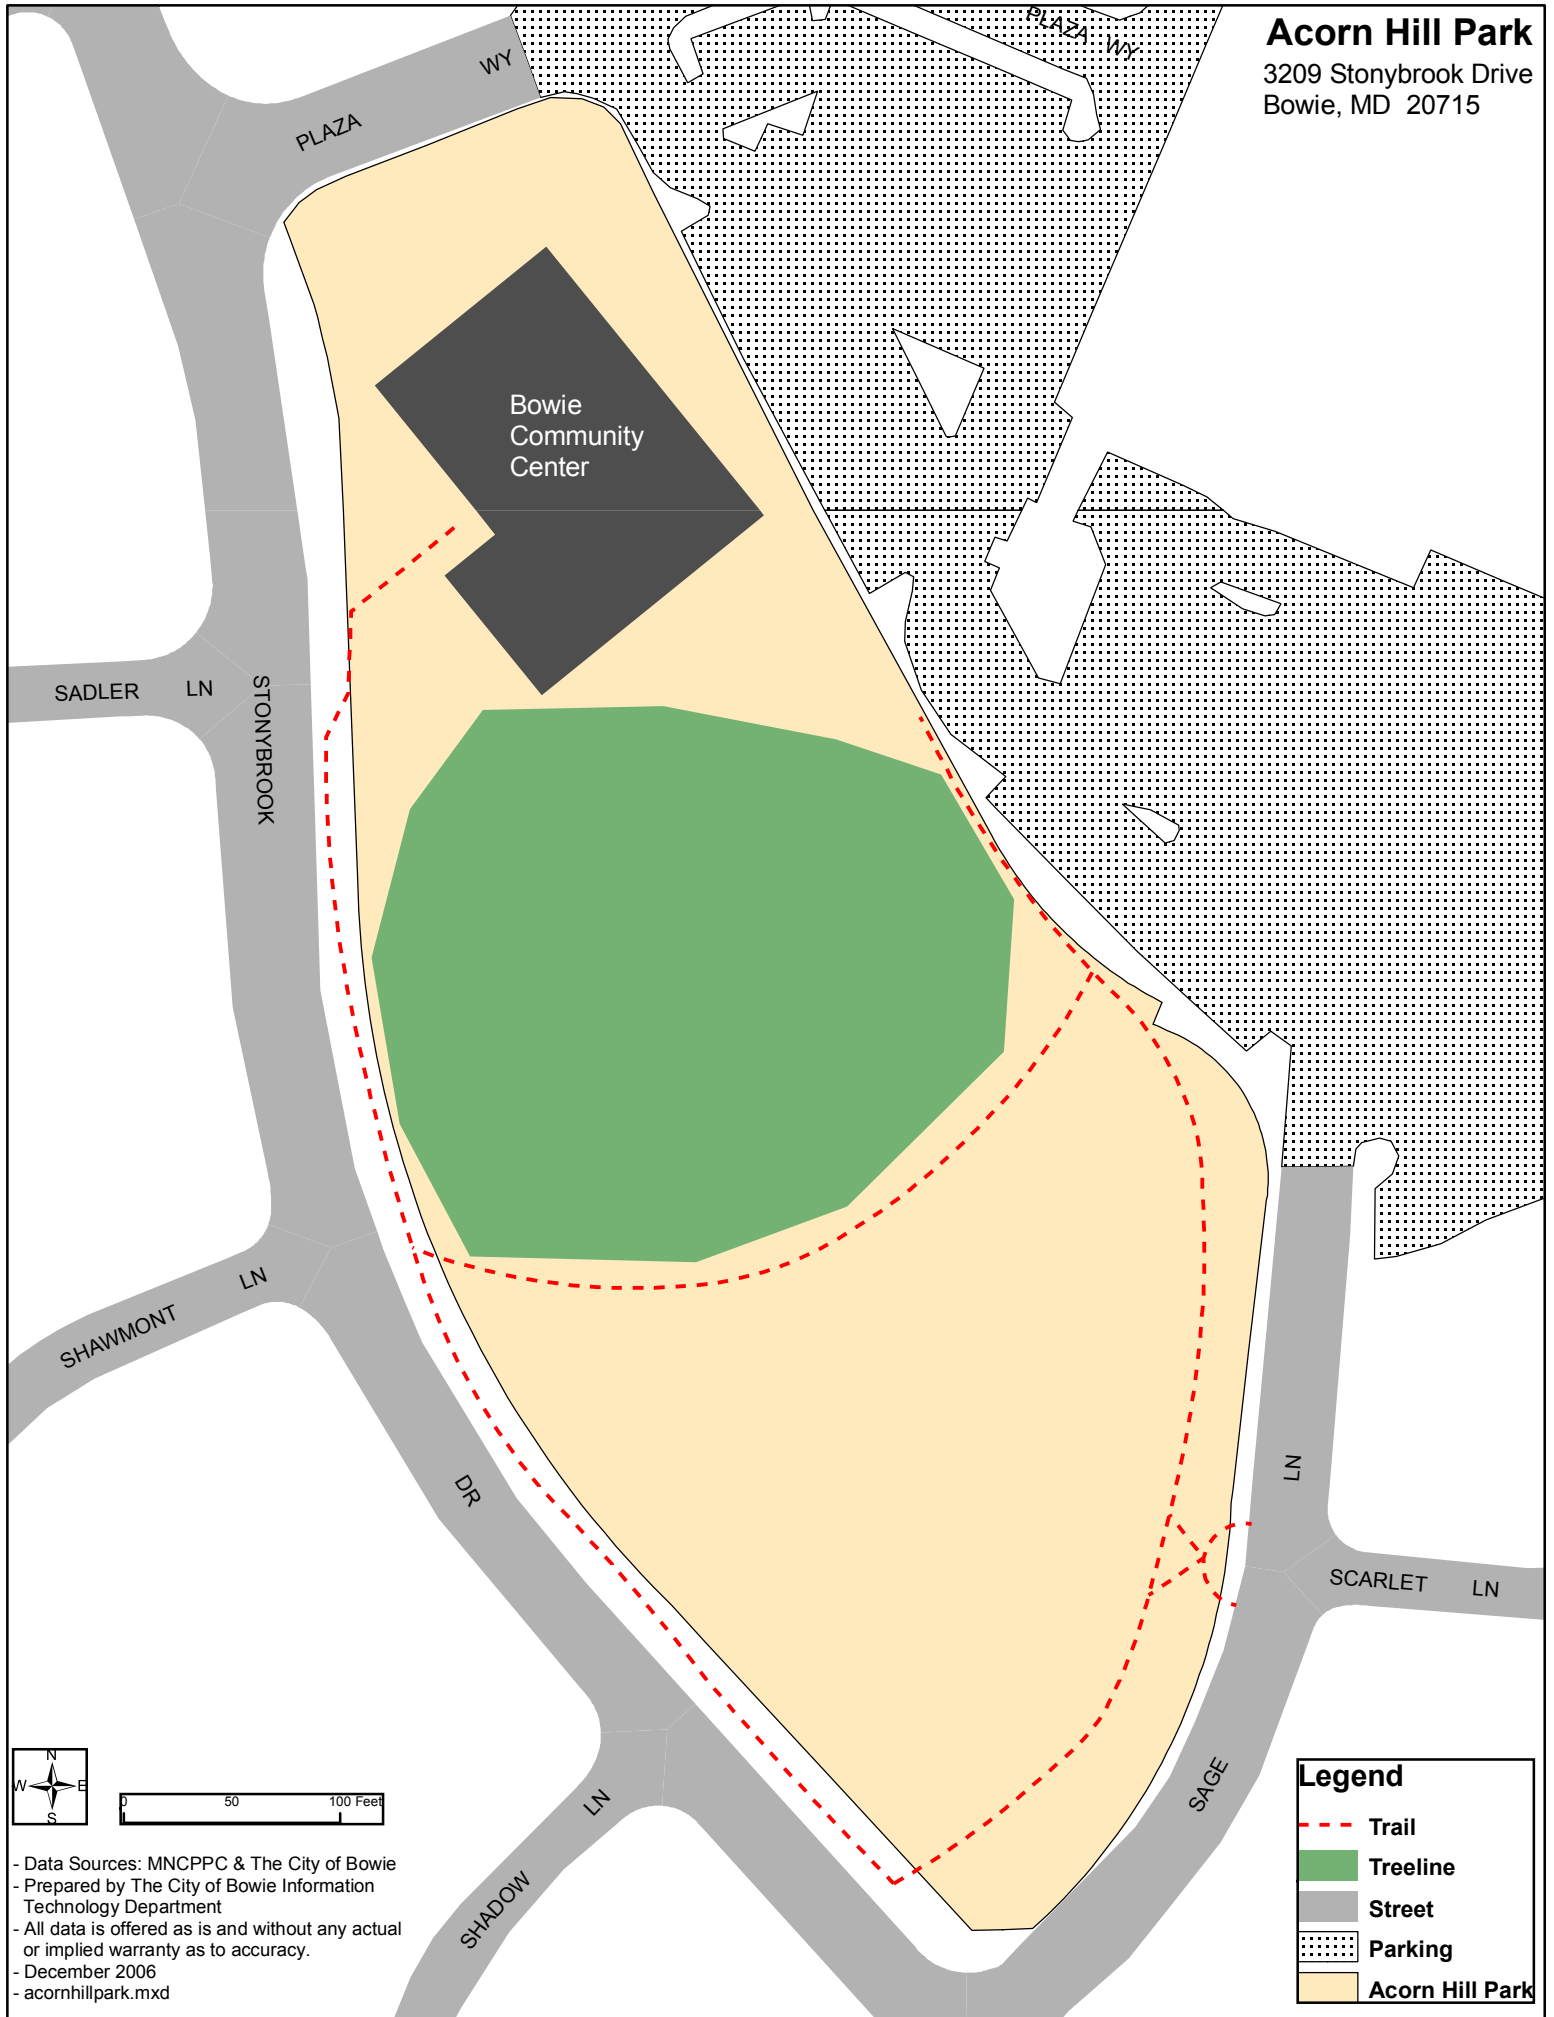 Acorn Hill Park
3209 Stonybrook Drive
Bowie, MD  20715
PLAZA WY
PLAZA WY
Bowie
Community
Center
SADLER LN
STONYBROOK
SHAWMONT LN
DR
LN
SCARLET LN
SAGE
SHADOW LN
N
W E
S
0 50 100 Feet
- Data Sources: MNCPPC & The City of Bowie
- Prepared by The City of Bowie Information
Technology Department
- All data is offered as is and without any actual
or implied warranty as to accuracy.
- December 2006
- acornhillpark.mxd
Legend
Trail
Treeline
Street
Parking
Acorn Hill Park